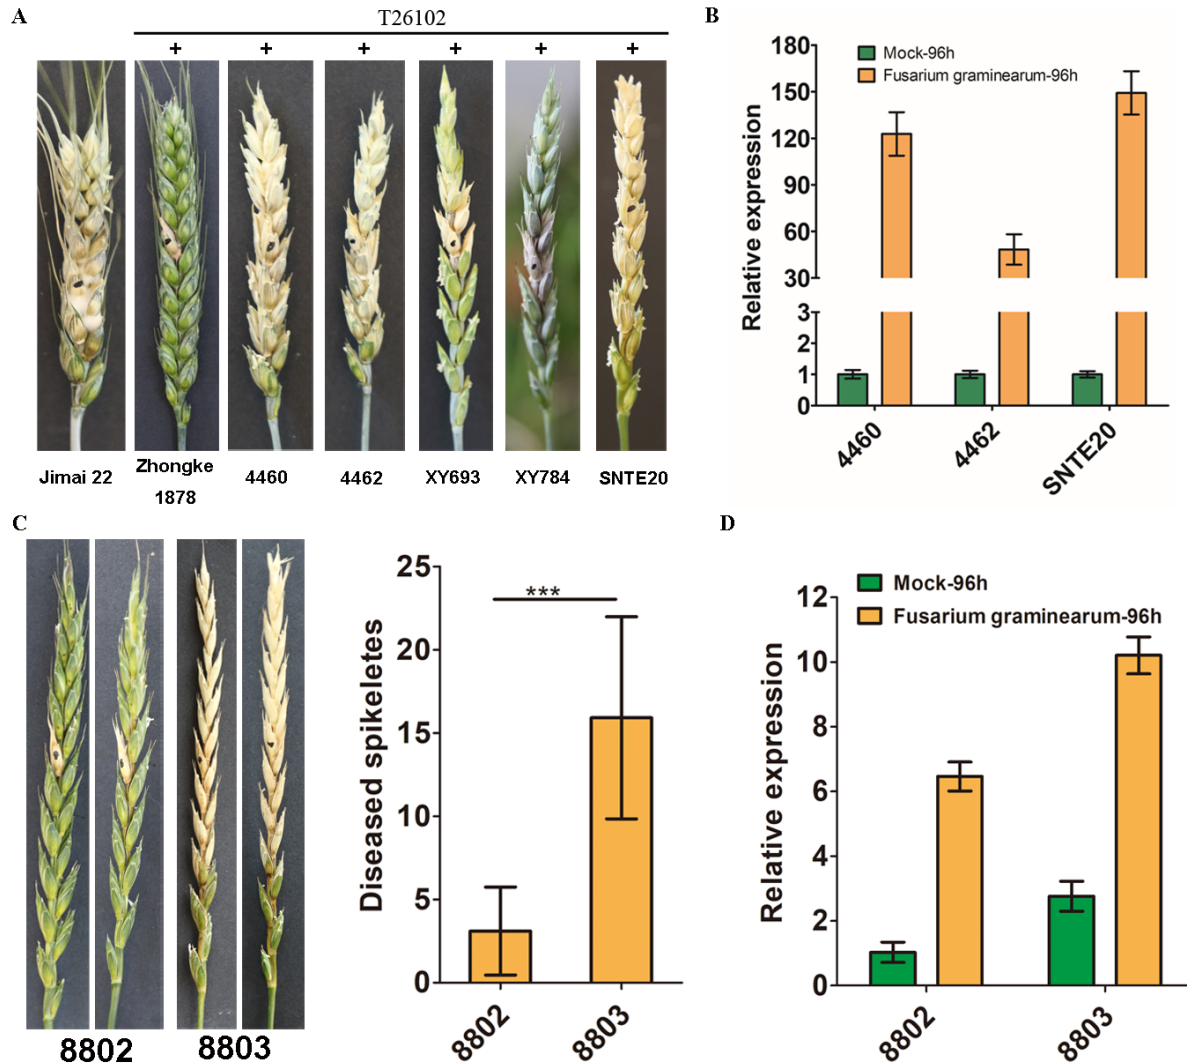 A
T26102
+ + + + + +
Jimai 22
Zhongke
1878
4460
4462
XY693
XY784
SNTE20
B
Mock-96h
Fusarium graminearum-96h
Relative expression
180
150
120
90
60
30
3
2
1
0
4460
4462
SNTE20
C
8802
8803
Diseased spikeletes
25
20
15
10
5
0
***
8802
8803
D
Mock-96h
Fusarium graminearum-96h
Relative expression
12
10
8
6
4
2
0
8802
8803